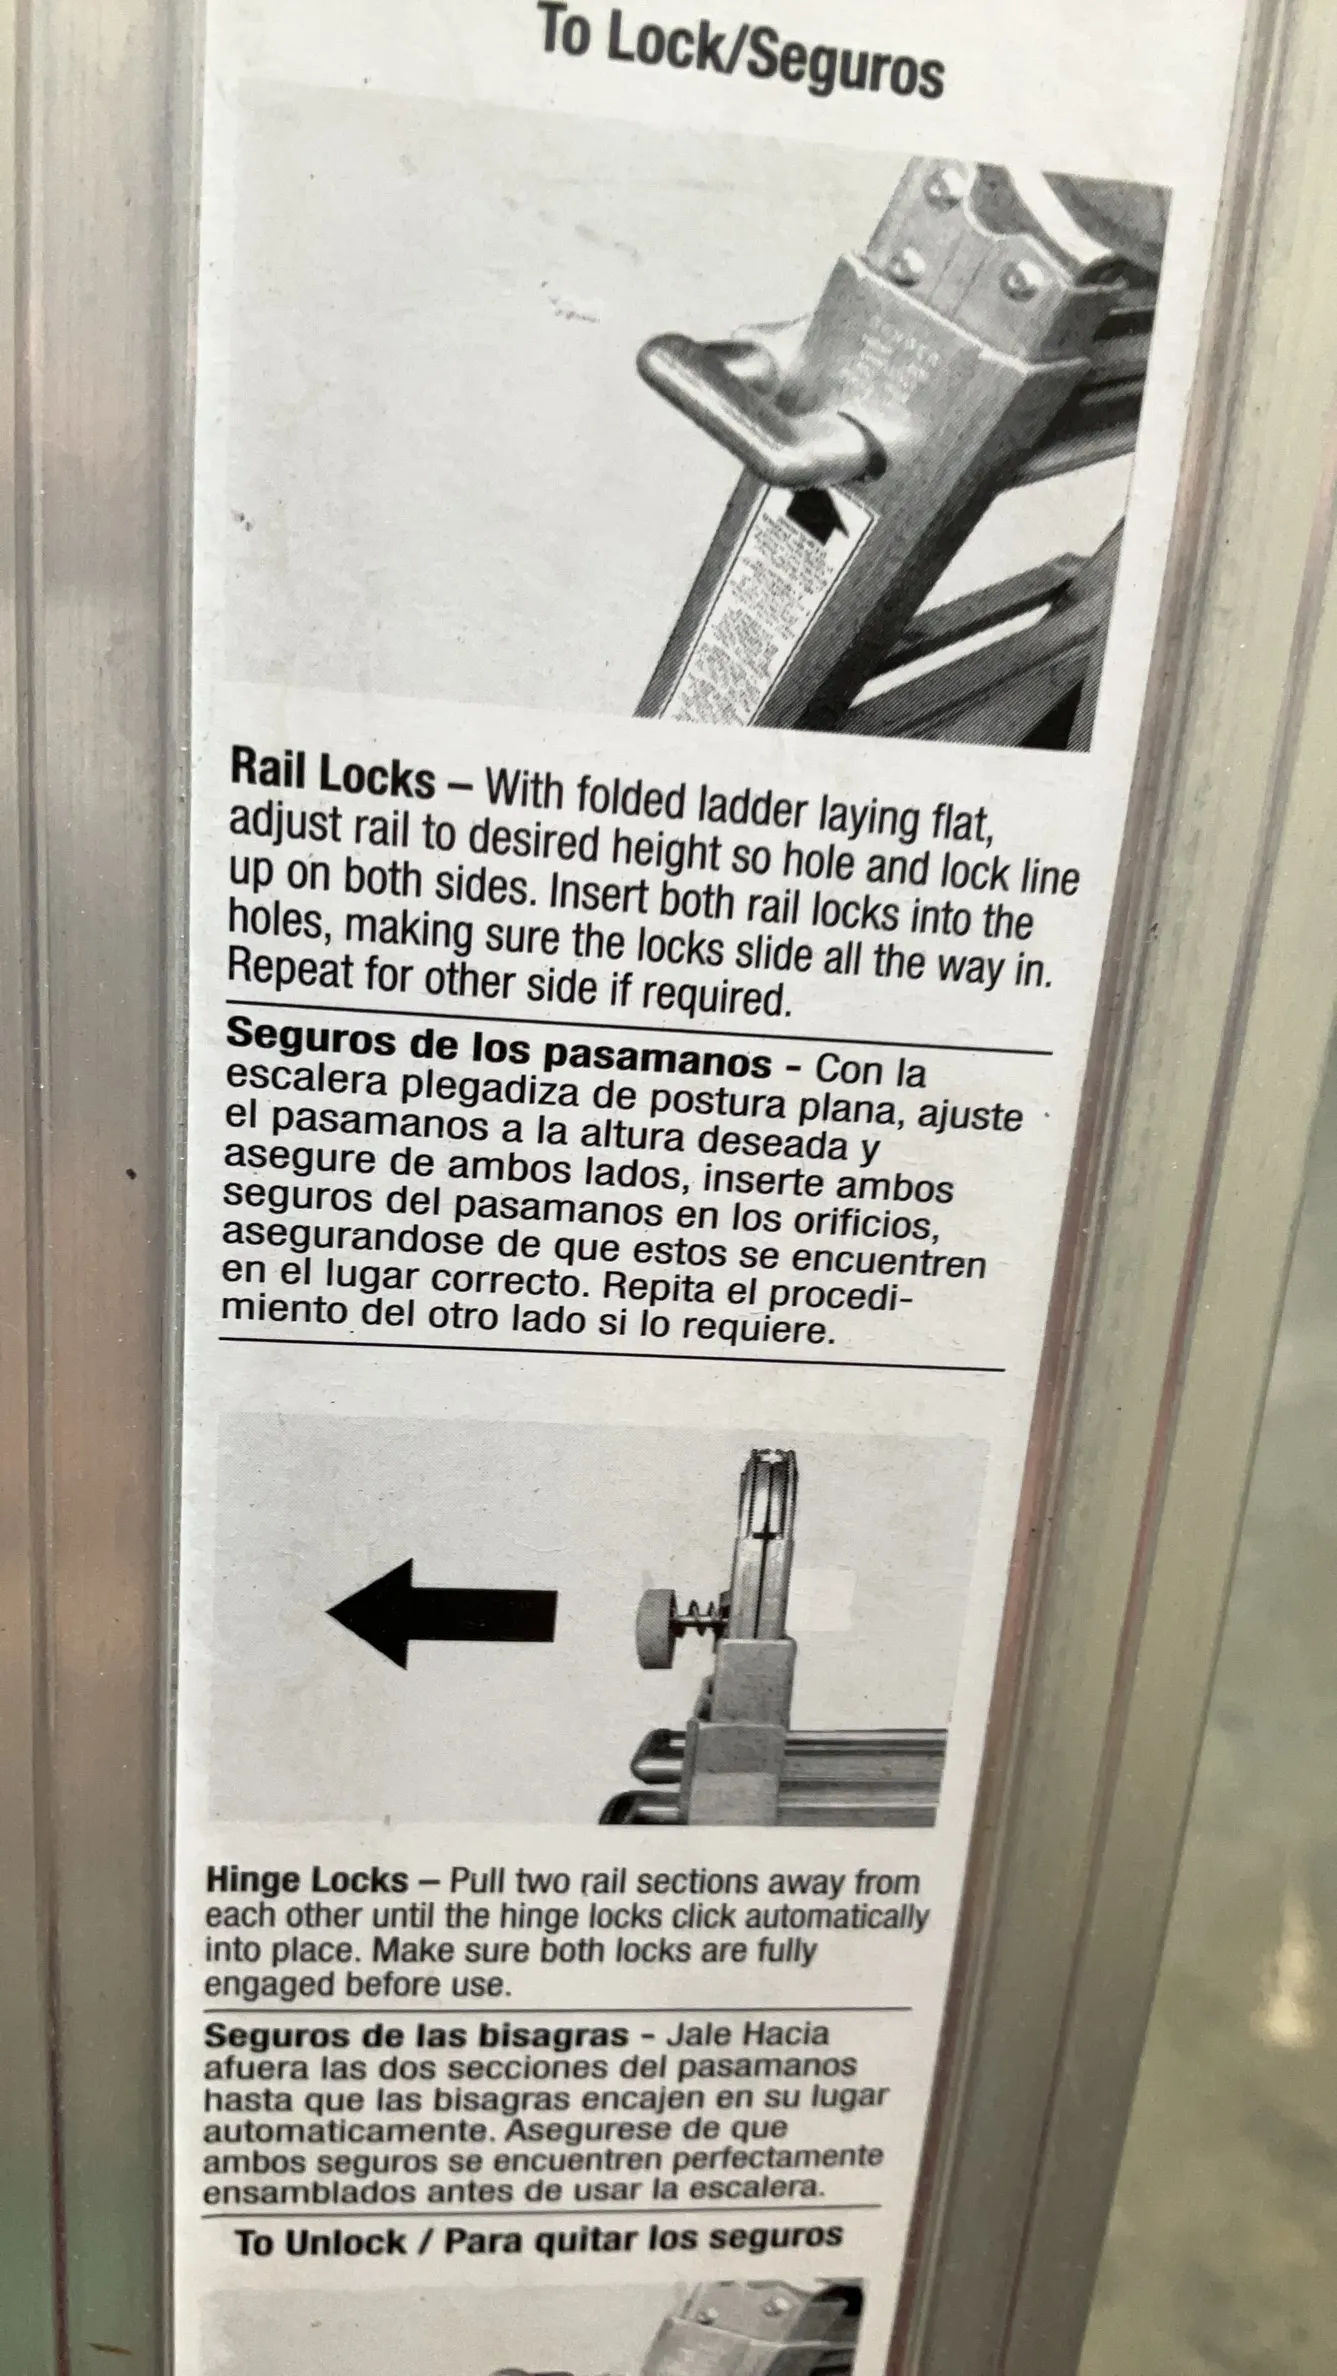 To Lock/Seguros
Rail Locks – With folded ladder laying flat,
adjust rail to desired height so hole and lock line
up on both sides. Insert both rail locks into the
holes, making sure the locks slide all the way in.
Repeat for other side if required.
Seguros de los pasamanos - Con la
escalera plegadiza de postura plana, ajuste
el pasamanos a la altura deseada y
asegure de ambos lados, inserte ambos
seguros del pasamanos en los orificios,
asegurandose de que estos se encuentren
en el lugar correcto. Repita el procedi-
miento del otro lado si lo requiere.
Hinge Locks – Pull two rail sections away from
each other until the hinge locks click automatically
into place. Make sure both locks are fully
engaged before use.
Seguros de las bisagras - Jale Hacia
afuera las dos secciones del pasamanos
hasta que las bisagras encajen en su lugar
automaticamente. Asegurese de que
ambos seguros se encuentren perfectamente
ensamblados antes de usar la escalera.
To Unlock / Para quitar los seguros